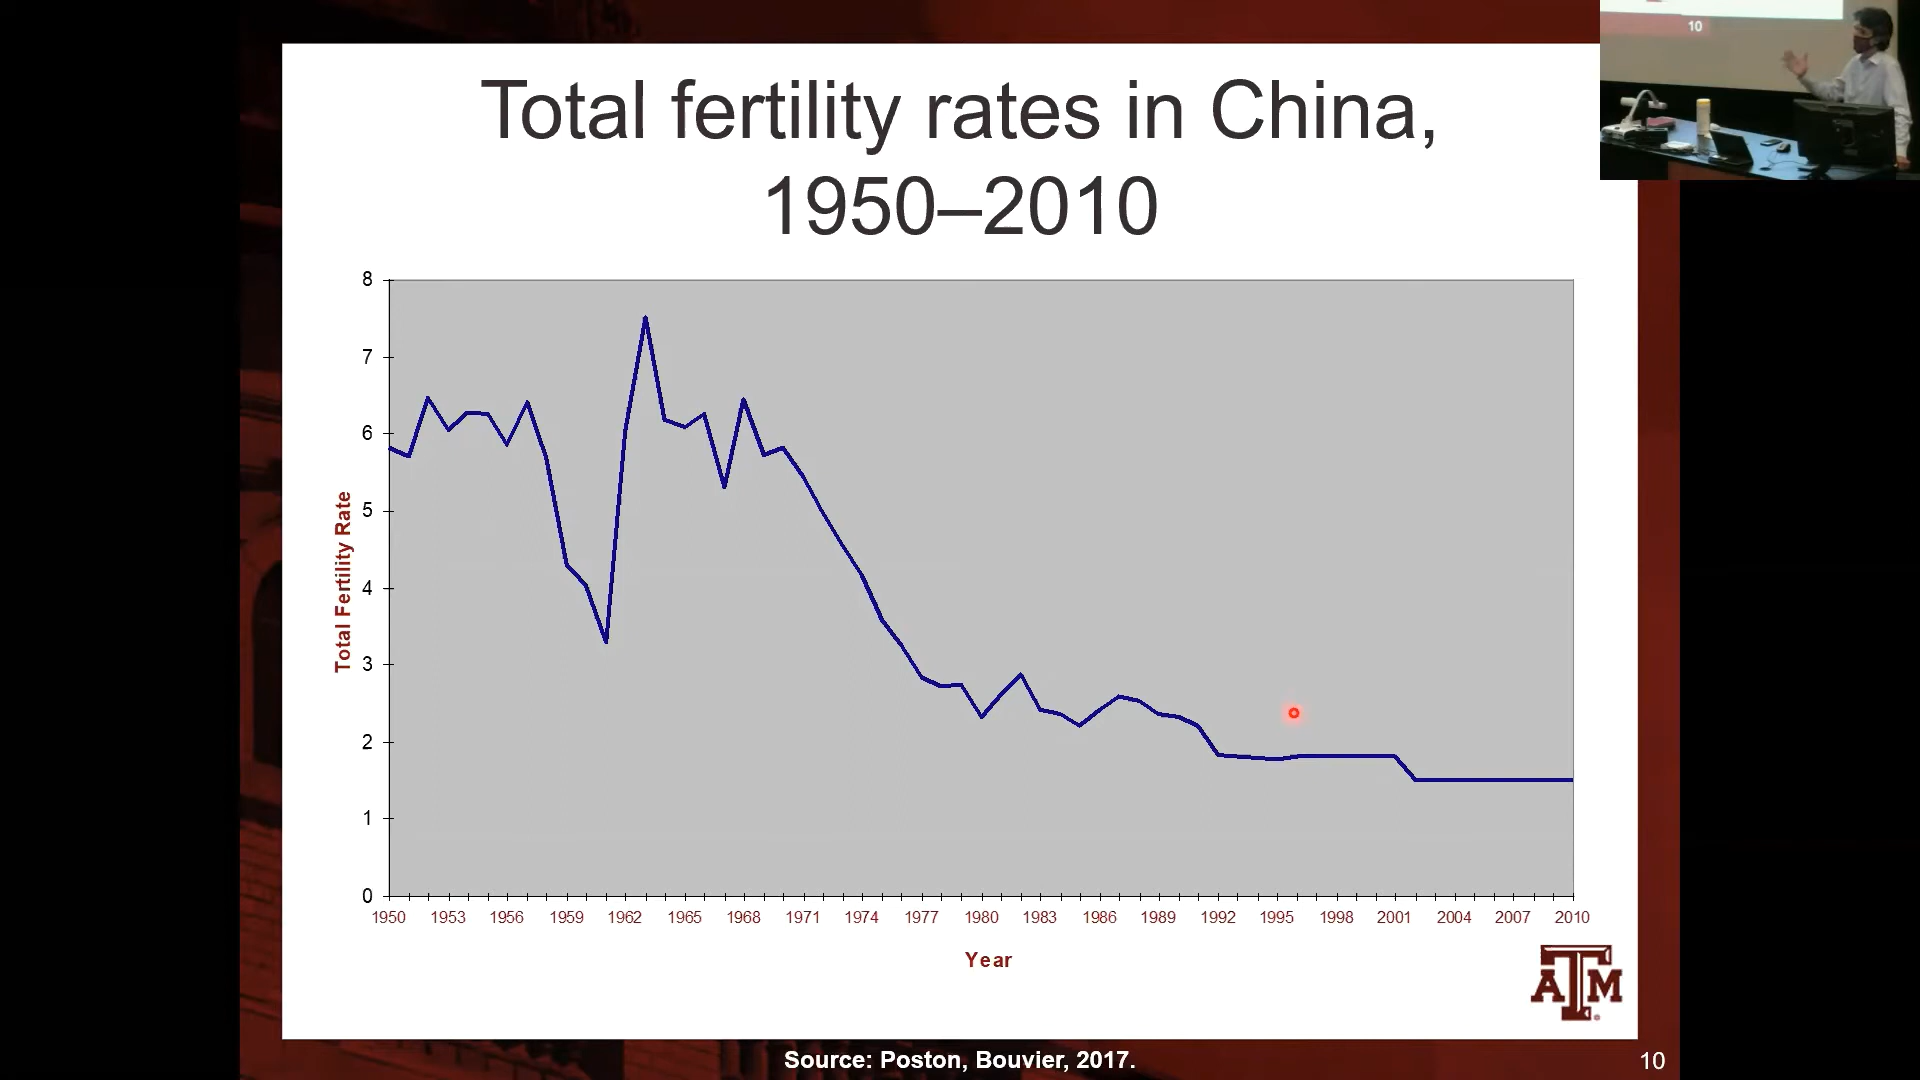 10
Total fertility rates in China,
1950–2010
8
7
6
5
4
3
2
1
0
Total Fertility Rate
1950 1953 1956 1959 1962 1965 1968 1971 1974 1977 1980 1983 1986 1989 1992 1995 1998 2001 2004 2007 2010
Year
ATM
Source: Poston, Bouvier, 2017.
10